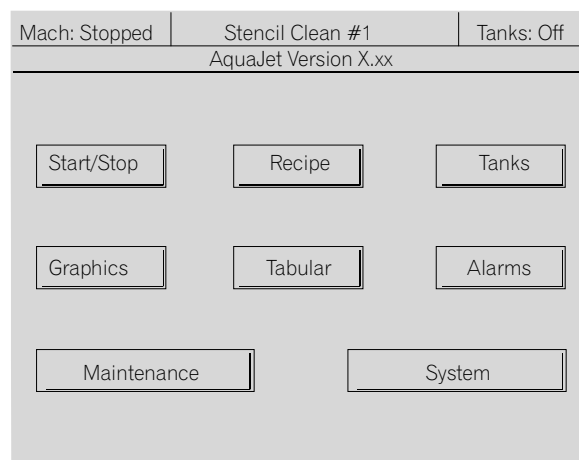 Mach: Stopped Stencil Clean #1 Tanks: Off
AquaJet Version X.xx
Start/Stop Recipe Tanks
Graphics Tabular Alarms
Maintenance System